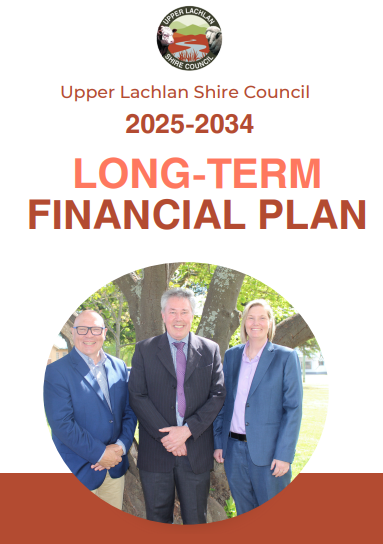 UPPER LACHLAN
SHIRE COUNCIL
Upper Lachlan Shire Council
2025-2034
LONG-TERM
FINANCIAL PLAN